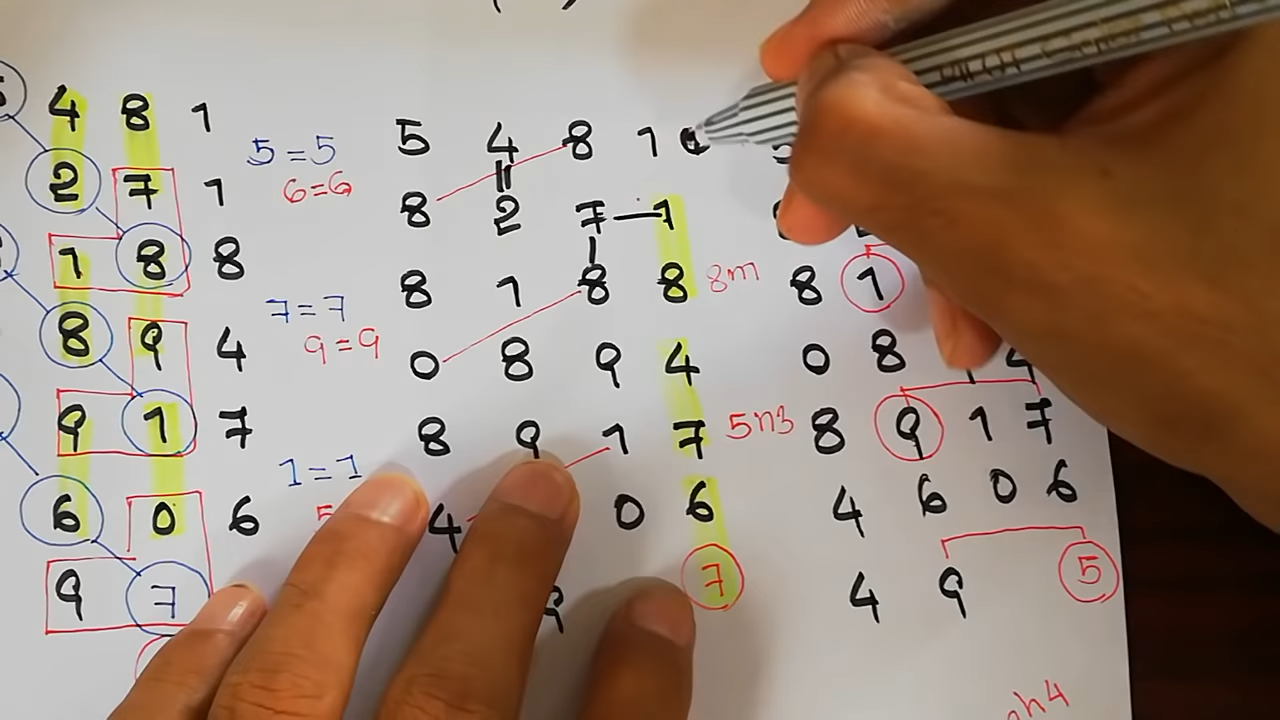 4 8 1 5=5 5 4 8 1
2 7 1 6=6 8 2 7 1
1 8 8 8 1 8 8 8m 8 1
7=7
8 9 4 9=9 0 8 9 4 0 8
9 1 7 8 9 1 7 5n3 8 9 1 7
1=1
6 0 6 4 0 6 4 6 0 6
9 7 9 7 4 9 5